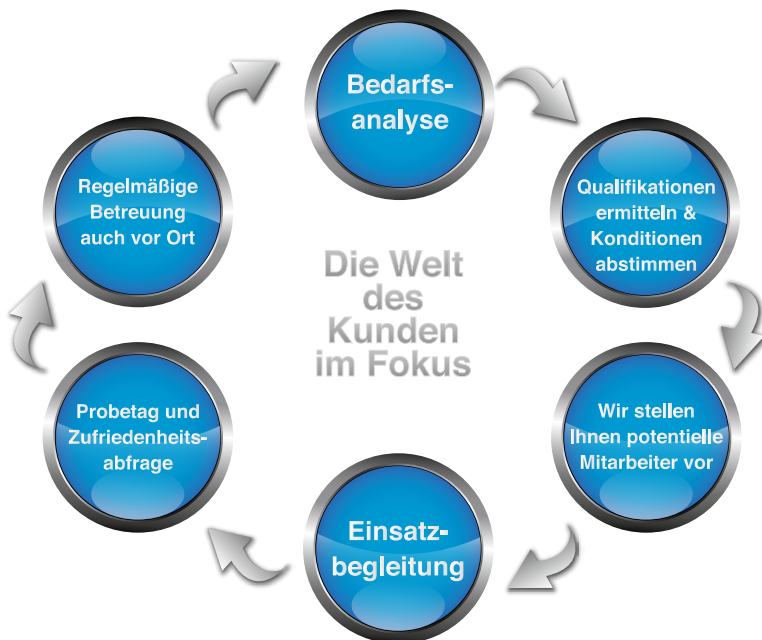 Bedarfs-
analyse
Qualifikationen
ermitteln &
Konditionen
abstimmen
Wir stellen
Ihnen potentielle
Mitarbeiter vor
Einsatz-
begleitung
Probetag und
Zufriedenheits-
abfrage
Regelmäßige
Betreuung
auch vor Ort
Die Welt
des
Kunden
im Fokus